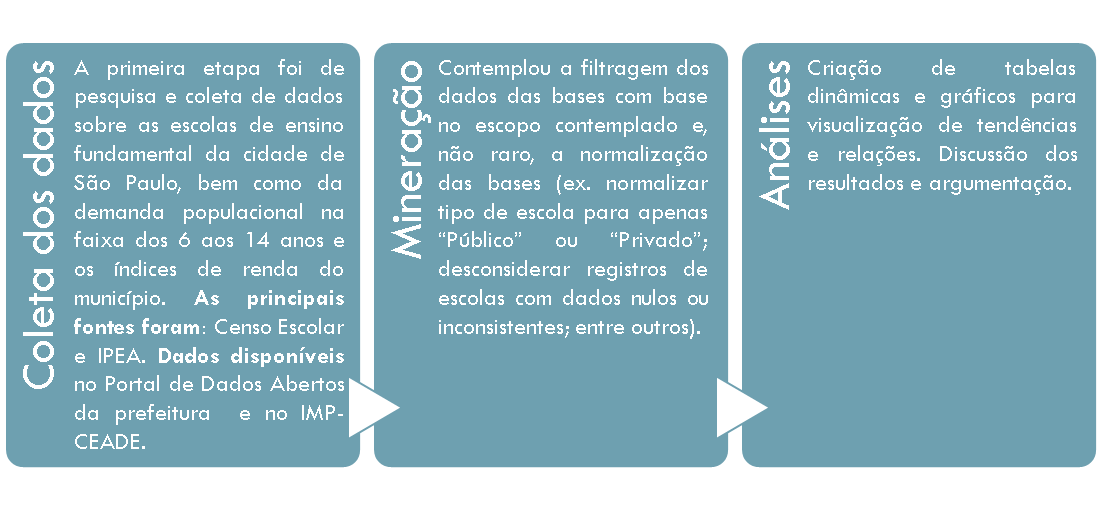 Coleta dos dados
A primeira etapa foi de
pesquisa e coleta de dados
sobre as escolas de ensino
fundamental da cidade de
São Paulo, bem como da
demanda populacional na
faixa dos 6 aos 14 anos e
os índices de renda do
município. As principais
fontes foram: Censo Escolar
e IPEA. Dados disponíveis
no Portal de Dados Abertos
da prefeitura e no IMP-
CEADE.
Mineração
Contemplou a filtragem dos
dados das bases com base
no escopo contemplado e,
não raro, a normalização
das bases (ex. normalizar
tipo de escola para apenas
“Público” ou “Privado”;
desconsiderar registros de
escolas com dados nulos ou
inconsistentes; entre outros).
Análises
Criação de tabelas
dinâmicas e gráficos para
visualização de tendências
e relações. Discussão dos
resultados e argumentação.